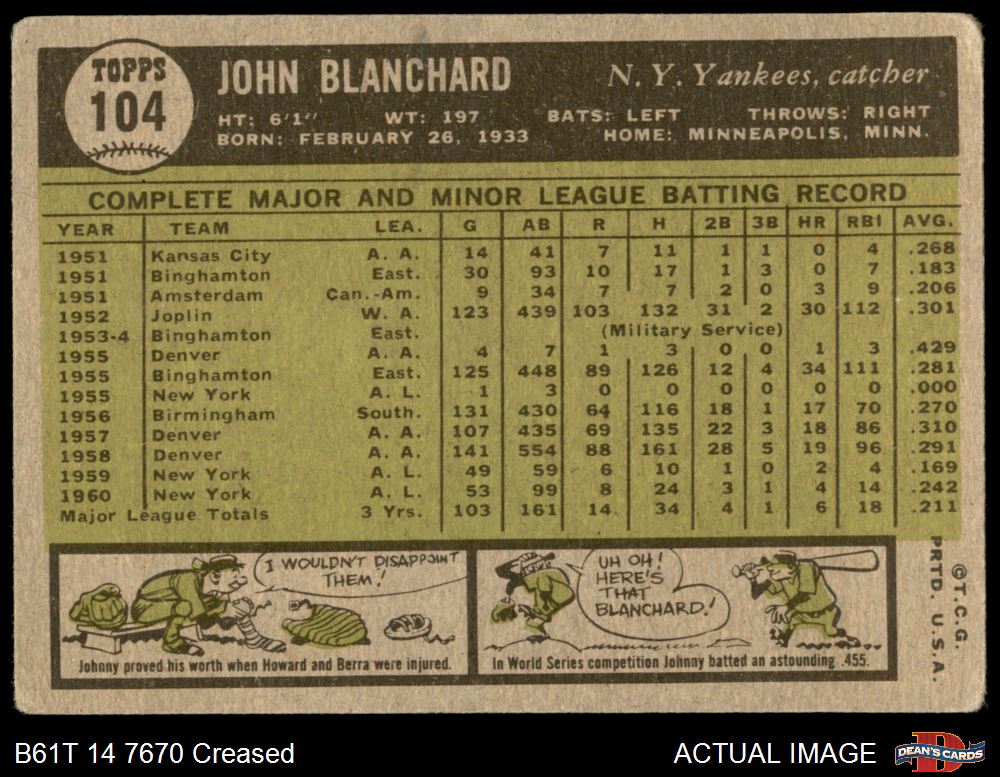 TOPPS
104
JOHN BLANCHARD
N. Y. Yankees, catcher
HT: 6'1" WT: 197 BATS: LEFT THROWS: RIGHT
BORN: FEBRUARY 26, 1933 HOME: MINNEAPOLIS, MINN.
COMPLETE MAJOR AND MINOR LEAGUE BATTING RECORD
YEAR TEAM LEA. G AB R H 2B 3B HR RBI AVG.
1951 Kansas City A. A. 14 41 7 11 1 1 0 4 .268
1951 Binghamton East. 30 93 10 17 1 3 0 7 .183
1951 Amsterdam Can.-Am. 9 34 7 7 2 0 3 9 .206
1952 Joplin W. A. 123 439 103 132 31 2 30 112 .301
1953-4 Binghamton East. (Military Service)
1955 Denver A. A. 4 7 1 3 0 0 1 3 .429
1955 Binghamton East. 125 448 89 126 12 4 34 111 .281
1955 New York A. L. 1 3 0 0 0 0 0 0 .000
1956 Birmingham South. 131 430 64 116 18 1 17 70 .270
1957 Denver A. A. 107 435 69 135 22 3 18 86 .310
1958 Denver A. A. 141 554 88 161 28 5 19 96 .291
1959 New York A. L. 49 59 6 10 1 0 2 4 .169
1960 New York A. L. 53 99 8 24 3 1 4 14 .242
Major League Totals 3 Yrs. 103 161 14 34 4 1 6 18 .211
I WOULDN'T DISAPPOINT
THEM!
Johnny proved his worth when Howard and Berra were injured.
UH OH!
HERE'S
THAT
BLANCHARD!
In World Series competition Johnny batted an astounding .455.
©T.C.G.
PRTD. U.S.A.
B61T 14 7670 Creased
ACTUAL IMAGE
DEAN'S CARDS